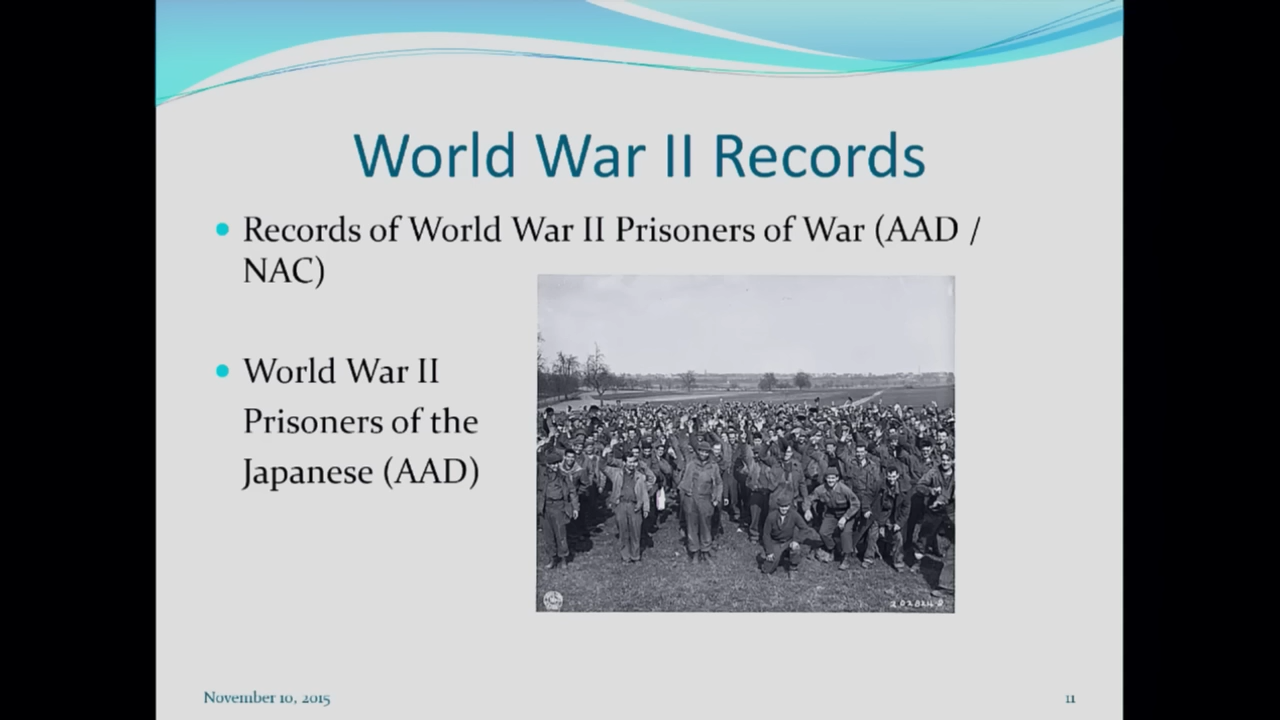 World War II Records
• Records of World War II Prisoners of War (AAD /
NAC)
• World War II
Prisoners of the
Japanese (AAD)
November 10, 2015
11